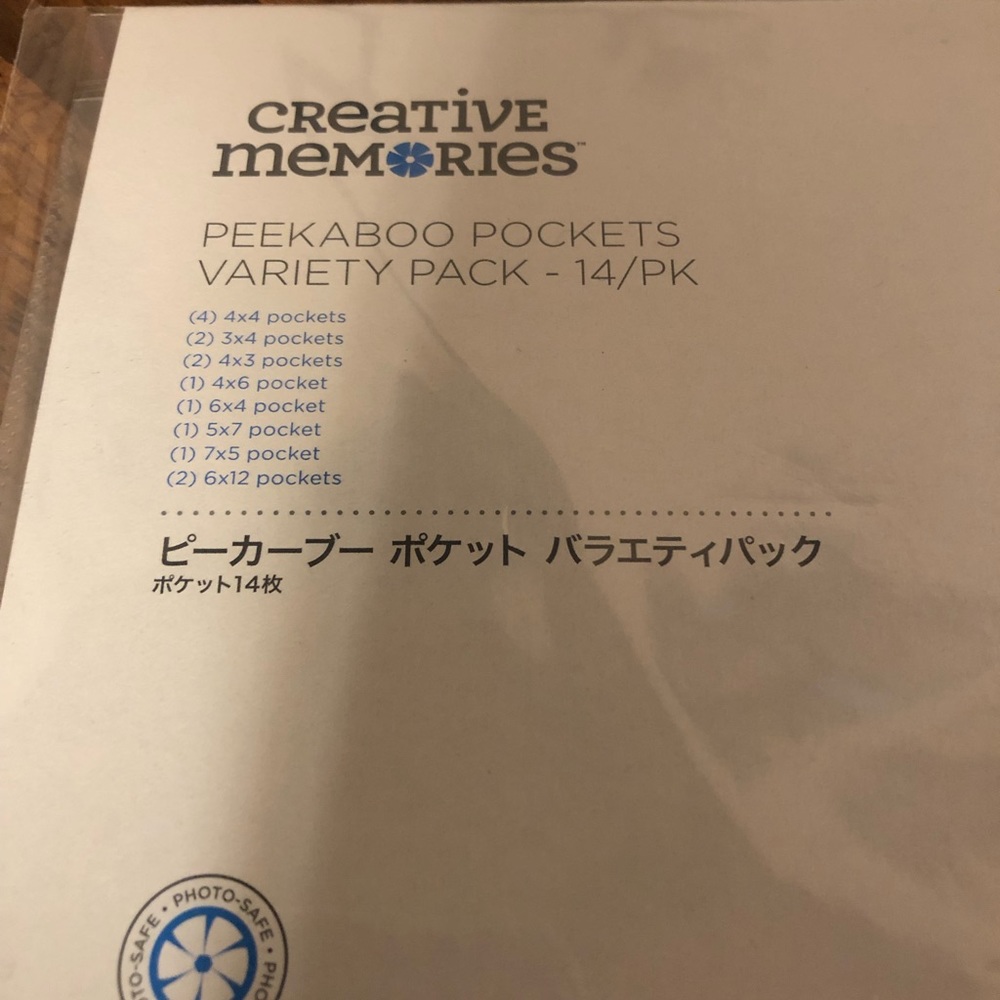 CREATIVE
MEMORIES™
PEEKABOO POCKETS
VARIETY PACK - 14/PK
(4) 4x4 pockets
(2) 3x4 pockets
(2) 4x3 pockets
(1) 4x6 pocket
(1) 6x4 pocket
(1) 5x7 pocket
(1) 7x5 pocket
(2) 6x12 pockets
ピーカーブー ポケット バラエティパック
ポケット14枚
PHOTO-SAFE • PHOTO-SAFE •